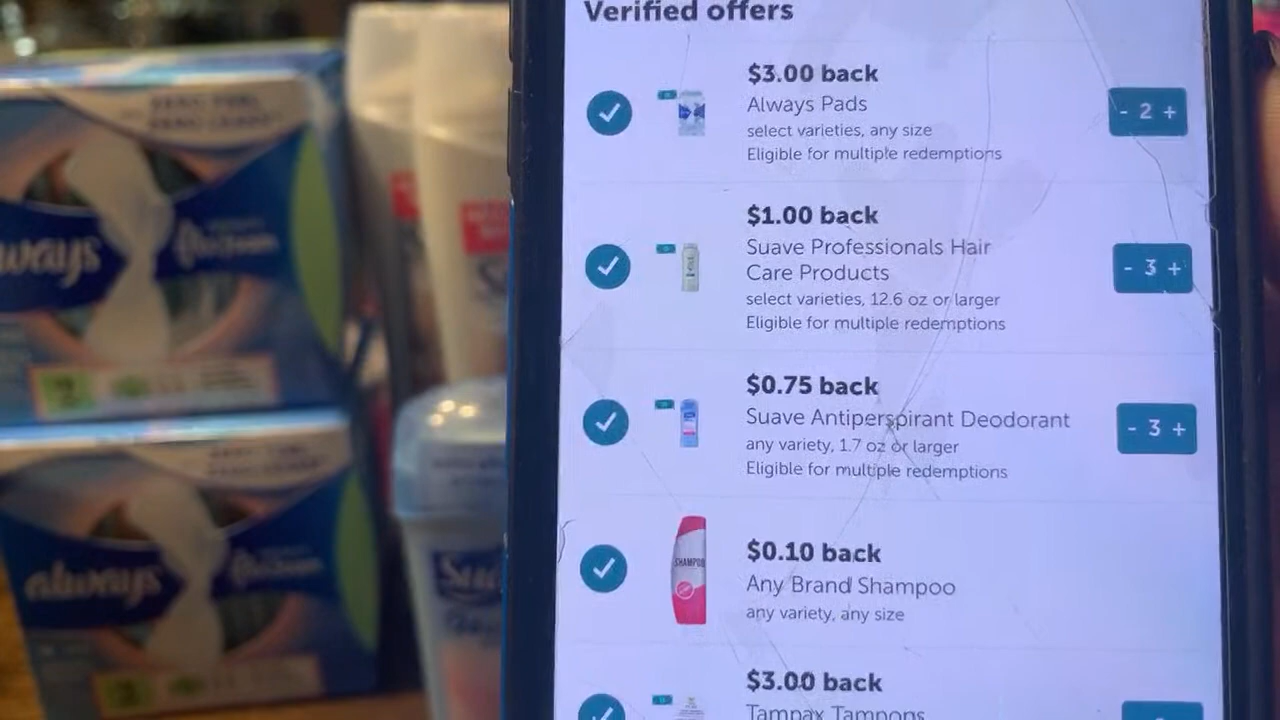 Verified offers
$3.00 back
Always Pads
select varieties, any size
Eligible for multiple redemptions
- 2 +
$1.00 back
Suave Professionals Hair
Care Products
select varieties, 12.6 oz or larger
Eligible for multiple redemptions
- 3 +
$0.75 back
Suave Antiperspirant Deodorant
any variety, 1.7 oz or larger
Eligible for multiple redemptions
- 3 +
SHAMPOO
$0.10 back
Any Brand Shampoo
any variety, any size
$3.00 back
Tampax Tampons
always